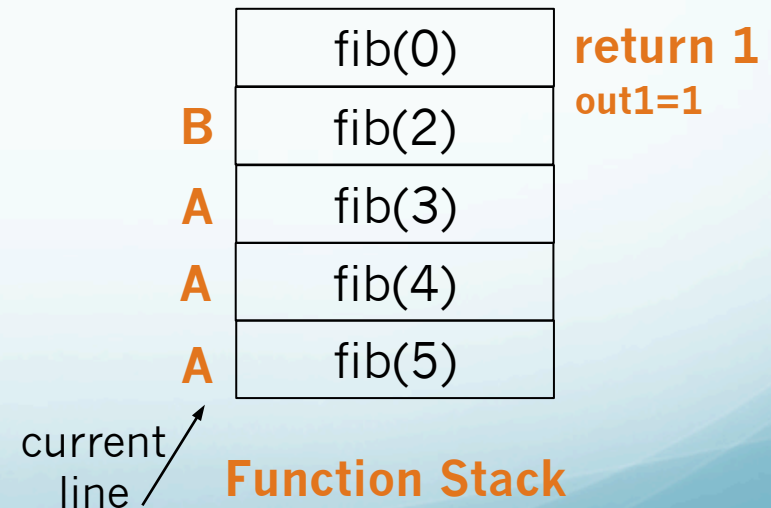 fib(0) return 1
out1=1
B fib(2)
A fib(3)
A fib(4)
A fib(5)
current
line
Function Stack